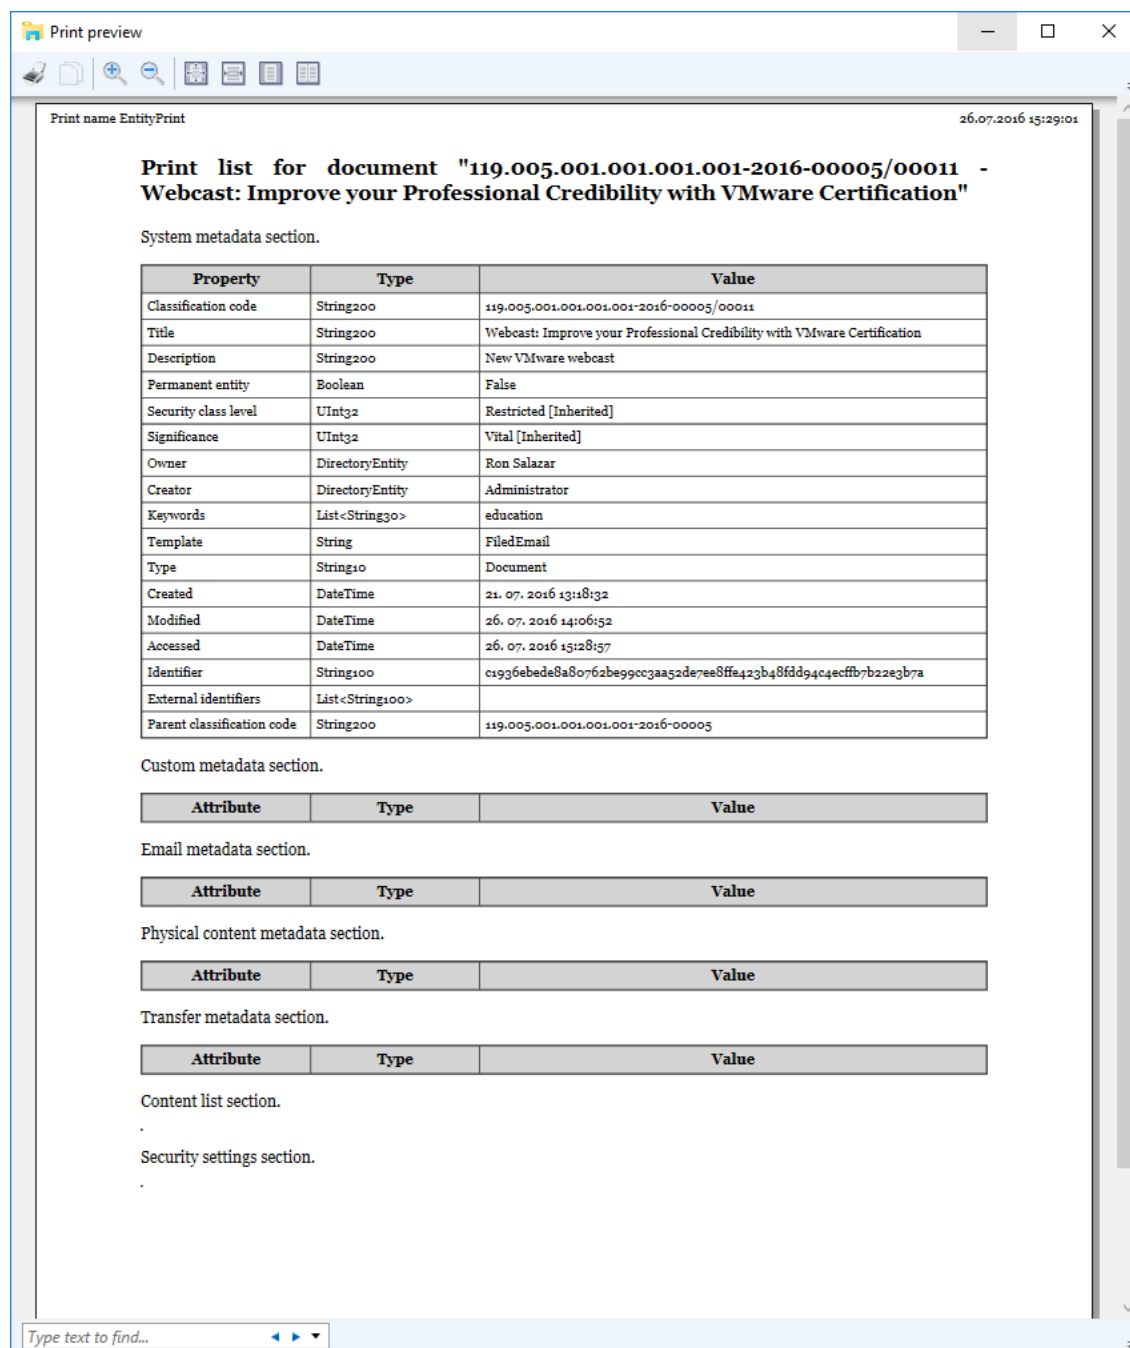 Print preview
Print name EntityPrint 26.07.2016 15:29:01
Print list for document "119.005.001.001.001.001-2016-00005/00011 -
Webcast: Improve your Professional Credibility with VMware Certification"
System metadata section.
Property Type Value
Classification code String200 119.005.001.001.001.001-2016-00005/00011
Title String200 Webcast: Improve your Professional Credibility with VMware Certification
Description String200 New VMware webcast
Permanent entity Boolean False
Security class level UInt32 Restricted [Inherited]
Significance UInt32 Vital [Inherited]
Owner DirectoryEntity Ron Salazar
Creator DirectoryEntity Administrator
Keywords List<String30> education
Template String FiledEmail
Type String10 Document
Created DateTime 21. 07. 2016 13:18:32
Modified DateTime 26. 07. 2016 14:06:52
Accessed DateTime 26. 07. 2016 15:28:57
Identifier String100 c1936ebede8a80762be99cc3aa52de7ee8ffe423b48fdd94c4ecffb7b22e3b7a
External identifiers List<String100>
Parent classification code String200 119.005.001.001.001.001-2016-00005
Custom metadata section.
Attribute Type Value
Email metadata section.
Attribute Type Value
Physical content metadata section.
Attribute Type Value
Transfer metadata section.
Attribute Type Value
Content list section.
.
Security settings section.
.
Type text to find...